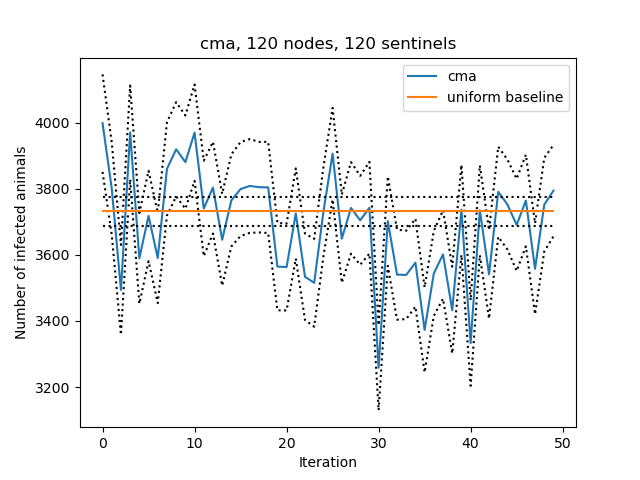 cma, 120 nodes, 120 sentinels
cma
uniform baseline
Number of infected animals
4000
3800
3600
3400
3200
0
10
20
30
40
50
Iteration